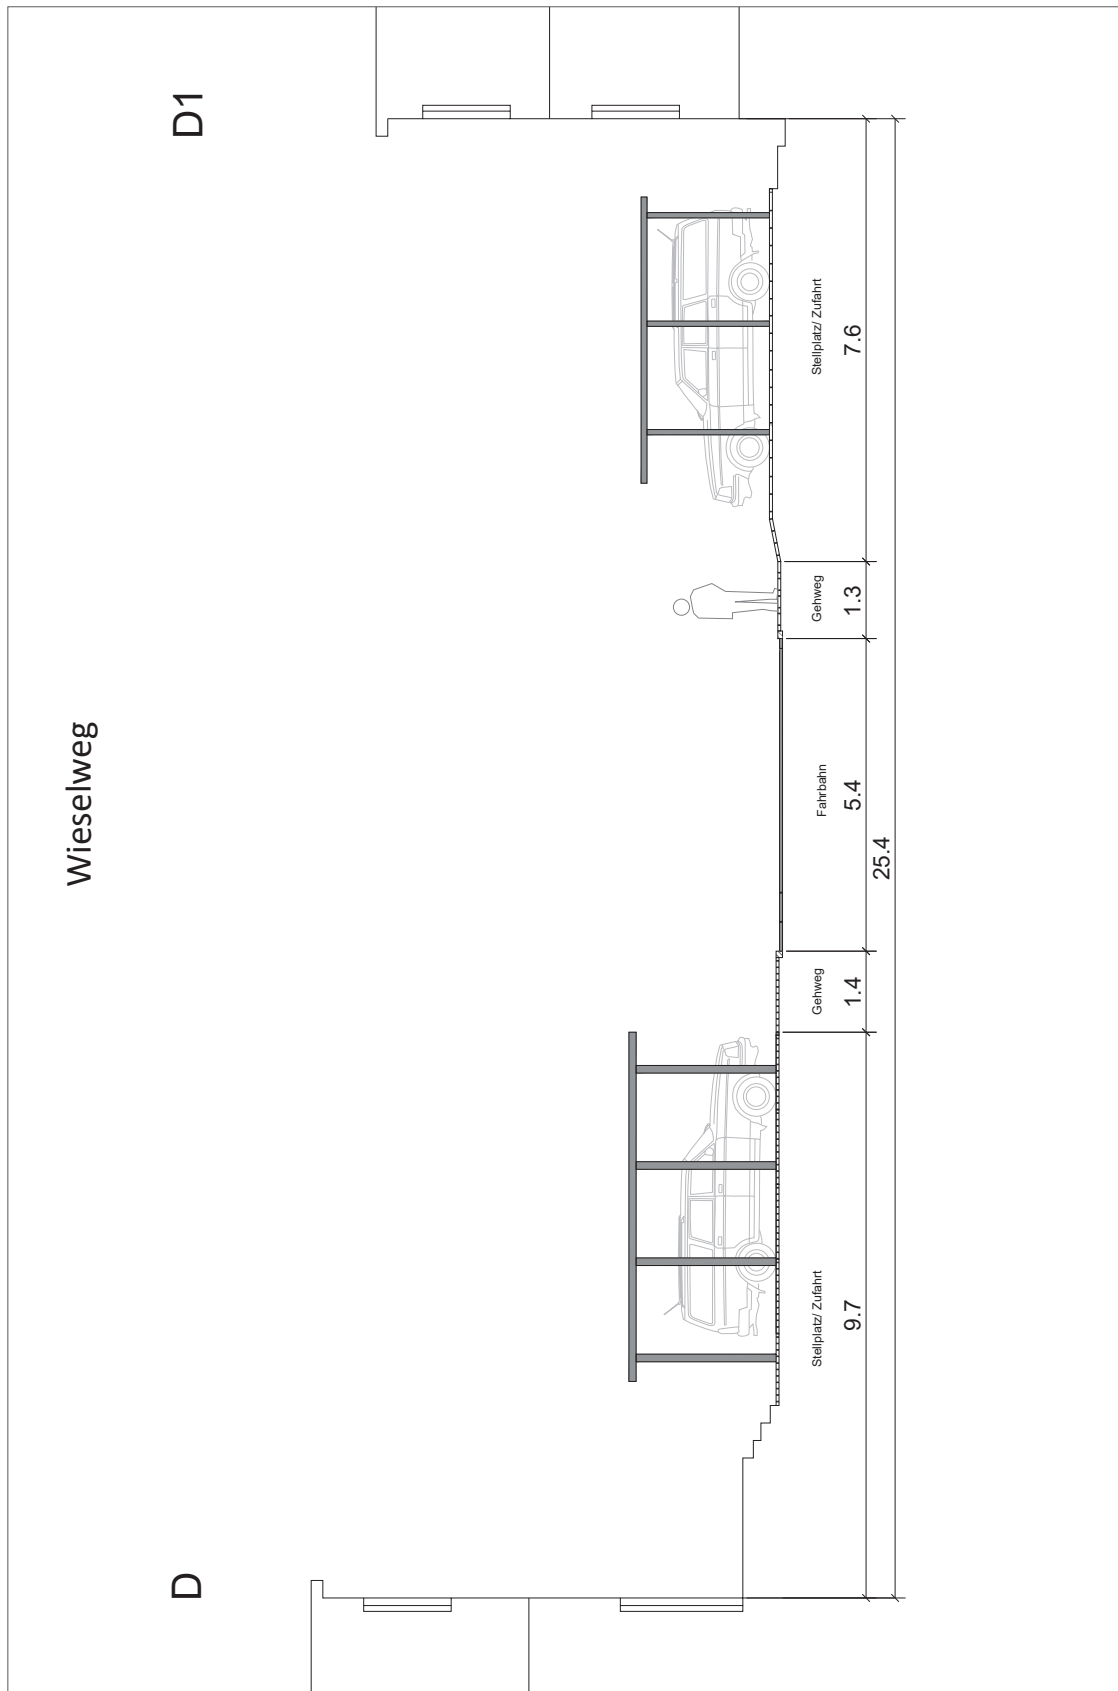 Wieselweg
D
D1
Stellplatz/ Zufahrt
Gehweg
Fahrbahn
Gehweg
Stellplatz/ Zufahrt
9.7
1.4
5.4
1.3
7.6
25.4